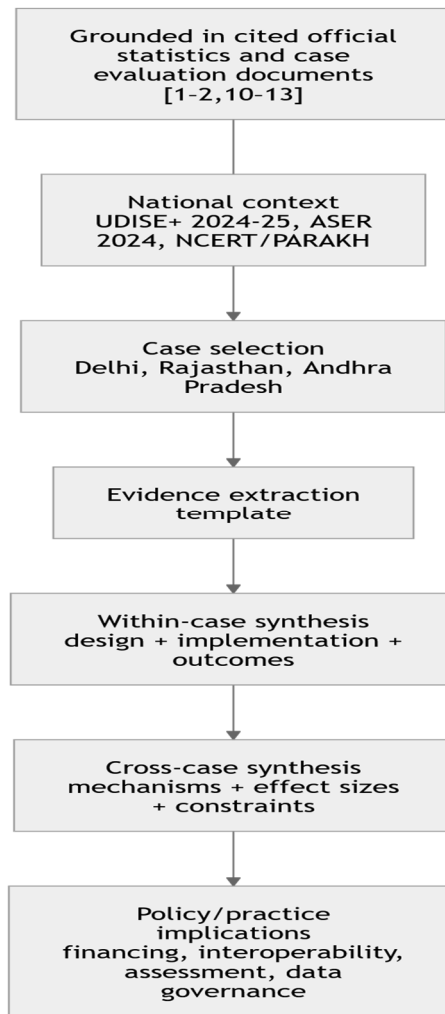 Grounded in cited official
statistics and case
evaluation documents
[1-2,10-13]
National context
UDISE+ 2024-25, ASER
2024, NCERT/PARAKH
Case selection
Delhi, Rajasthan, Andhra
Pradesh
Evidence extraction
template
Within-case synthesis
design + implementation +
outcomes
Cross-case synthesis
mechanisms + effect sizes
+ constraints
Policy/practice
implications
financing, interoperability,
assessment, data
governance